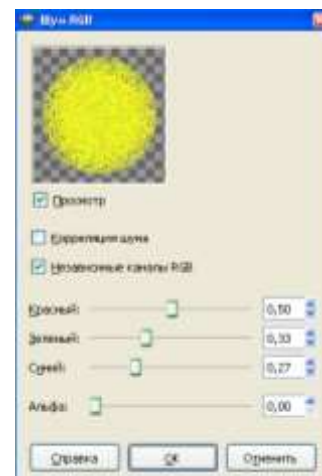 Шум RGB
Просмотр
Корреляция шума
Независимые каналы RGB
Красный: 0,50
Зеленый: 0,33
Синий: 0,27
Альфа: 0,00
Справка OK Отменить